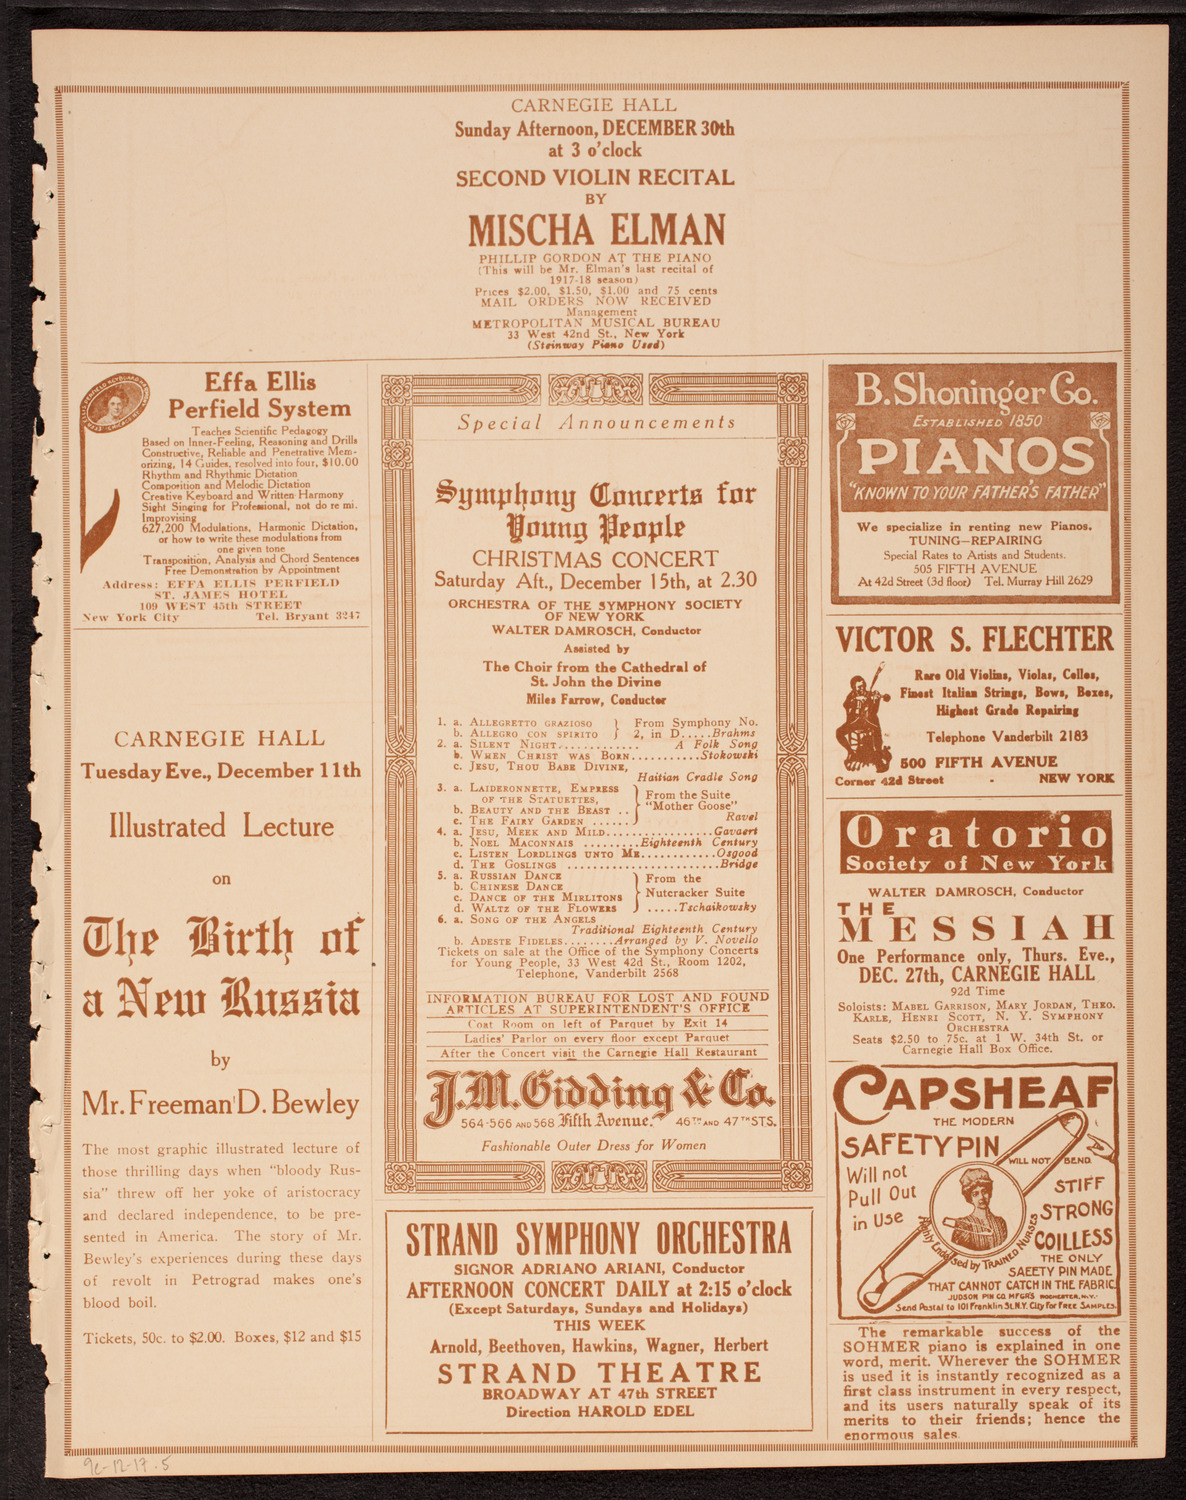 CARNEGIE HALL
Sunday Afternoon, DECEMBER 30th
at 3 o'clock
SECOND VIOLIN RECITAL
BY
MISCHA ELMAN
PHILLIP GORDON AT THE PIANO
(This will be Mr. Elman's last recital of
1917-18 season)
Prices $2.00, $1.50, $1.00 and 75 cents
MAIL ORDERS NOW RECEIVED
Management
METROPOLITAN MUSICAL BUREAU
33 West 42nd St., New York
(Steinway Piano Used)
Effa Ellis
Perfield System
Teaches Scientific Pedagogy
Based on Inner-Feeling, Reasoning and Drills
Constructive, Reliable and Penetrative Mem-
orizing, 14 Guides, resolved into four, $10.00
Rhythm and Rhythmic Dictation
Composition and Melodic Dictation
Creative Keyboard and Written Harmony
Sight Singing for Professional, not do re mi.
Improvising
627,200 Modulations, Harmonic Dictation,
or how to write these modulations from
one given tone
Transposition, Analysis and Chord Sentences
Free Demonstration by Appointment
Address: EFFA ELLIS PERFIELD
ST. JAMES HOTEL
109 WEST 45th STREET
New York City Tel. Bryant 3247
CARNEGIE HALL
Tuesday Eve., December 11th
Illustrated Lecture
on
The Birth of
a New Russia
by
Mr. Freeman D. Bewley
The most graphic illustrated lecture of
those thrilling days when "bloody Rus-
sia" threw off her yoke of aristocracy
and declared independence, to be pre-
sented in America. The story of Mr.
Bewley's experiences during these days
of revolt in Petrograd makes one's
blood boil.
Tickets, 50c. to $2.00. Boxes, $12 and $15
Special Announcements
Symphony Concerts for
Young People
CHRISTMAS CONCERT
Saturday Aft., December 15th, at 2.30
ORCHESTRA OF THE SYMPHONY SOCIETY
OF NEW YORK
WALTER DAMROSCH, Conductor
Assisted by
The Choir from the Cathedral of
St. John the Divine
Miles Farrow, Conductor
1. a. ALLEGRETTO GRAZIOSO } From Symphony No.
b. ALLEGRO CON SPIRITO } 2, in D.....Brahms
2. a. SILENT NIGHT............ A Folk Song
b. WHEN CHRIST WAS BORN...........Stokowski
c. JESU, THOU BABE DIVINE,
Haitian Cradle Song
3. a. LAIDERONNETTE, EMPRESS } From the Suite
OF THE STATUETTES,
b. BEAUTY AND THE BEAST .. "Mother Goose"
c. THE FAIRY GARDEN ...... Ravel
4. a. JESU, MEEK AND MILD................Gavaert
b. NOEL MACONNAIS .........Eighteenth Century
c. LISTEN LORDLINGS UNTO ME............Osgood
d. THE GOSLINGS .......................Bridge
5. a. RUSSIAN DANCE } From the
b. CHINESE DANCE
c. DANCE OF THE MIRLITONS Nutcracker Suite
d. WALTZ OF THE FLOWERS .....Tschaikowsky
6. a. SONG OF THE ANGELS
Traditional Eighteenth Century
b. ADESTE FIDELES........Arranged by V. Novello
Tickets on sale at the Office of the Symphony Concerts
for Young People, 33 West 42d St., Room 1202,
Telephone, Vanderbilt 2568
INFORMATION BUREAU FOR LOST AND FOUND
ARTICLES AT SUPERINTENDENT'S OFFICE
Coat Room on left of Parquet by Exit 14
Ladies' Parlor on every floor except Parquet
After the Concert visit the Carnegie Hall Restaurant
J.M. Gidding & Co.
564-566 AND 568 Fifth Avenue. 46TH AND 47TH STS.
Fashionable Outer Dress for Women
STRAND SYMPHONY ORCHESTRA
SIGNOR ADRIANO ARIANI, Conductor
AFTERNOON CONCERT DAILY at 2:15 o'clock
(Except Saturdays, Sundays and Holidays)
THIS WEEK
Arnold, Beethoven, Hawkins, Wagner, Herbert
STRAND THEATRE
BROADWAY AT 47th STREET
Direction HAROLD EDEL
B. Shoninger Co.
ESTABLISHED 1850
PIANOS
"KNOWN TO YOUR FATHER'S FATHER"
We specialize in renting new Pianos.
TUNING—REPAIRING
Special Rates to Artists and Students.
505 FIFTH AVENUE
At 42d Street (3d floor) Tel. Murray Hill 2629
VICTOR S. FLECHTER
Rare Old Violins, Violas, Cellos,
Finest Italian Strings, Bows, Boxes,
Highest Grade Repairing
Telephone Vanderbilt 2183
500 FIFTH AVENUE
Corner 42d Street - NEW YORK
Oratorio
Society of New York
WALTER DAMROSCH, Conductor
THE
MESSIAH
One Performance only, Thurs. Eve.,
DEC. 27th, CARNEGIE HALL
92d Time
Soloists: MABEL GARRISON, MARY JORDAN, THEO.
KARLE, HENRI SCOTT, N. Y. SYMPHONY
ORCHESTRA
Seats $2.50 to 75c. at 1 W. 34th St. or
Carnegie Hall Box Office.
CAPSHEAF
THE MODERN
SAFETY PIN
WILL NOT BEND.
Will not
Pull Out
in Use
STIFF
STRONG
COILLESS
Highly Endorsed by TRAINED NURSES
THE ONLY
SAFETY PIN MADE
THAT CANNOT CATCH IN THE FABRIC.
JUDSON PIN CO. MFGRS ROCHESTER, N.Y.
Send Postal to 101 Franklin St. N.Y. City For FREE SAMPLES.
The remarkable success of the
SOHMER piano is explained in one
word, merit. Wherever the SOHMER
is used it is instantly recognized as a
first class instrument in every respect,
and its users naturally speak of its
merits to their friends; hence the
enormous sales.
9c-12-17.5